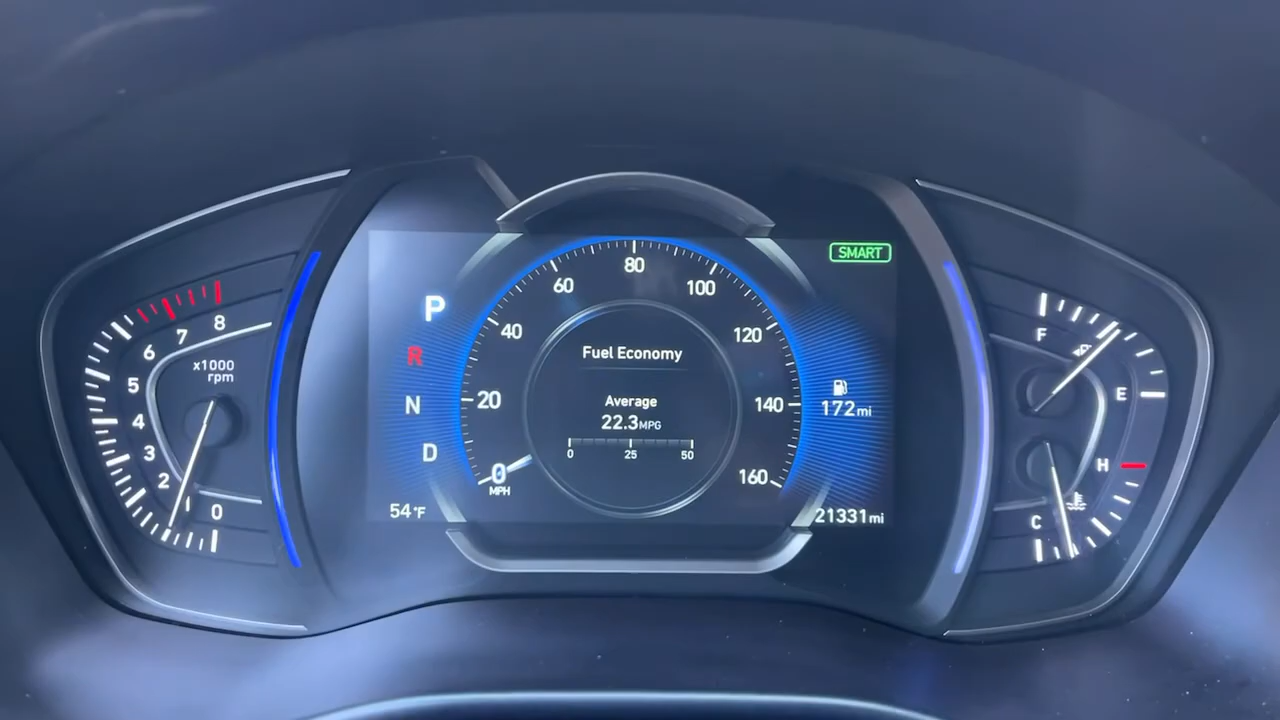 8
7
6
5
4
3
2
1
0
x1000
rpm
P
R
N
D
54°F
0
20
40
60
80
100
120
140
160
MPH
Fuel Economy
Average
22.3MPG
0 25 50
SMART
172mi
21331mi
F
E
H
C